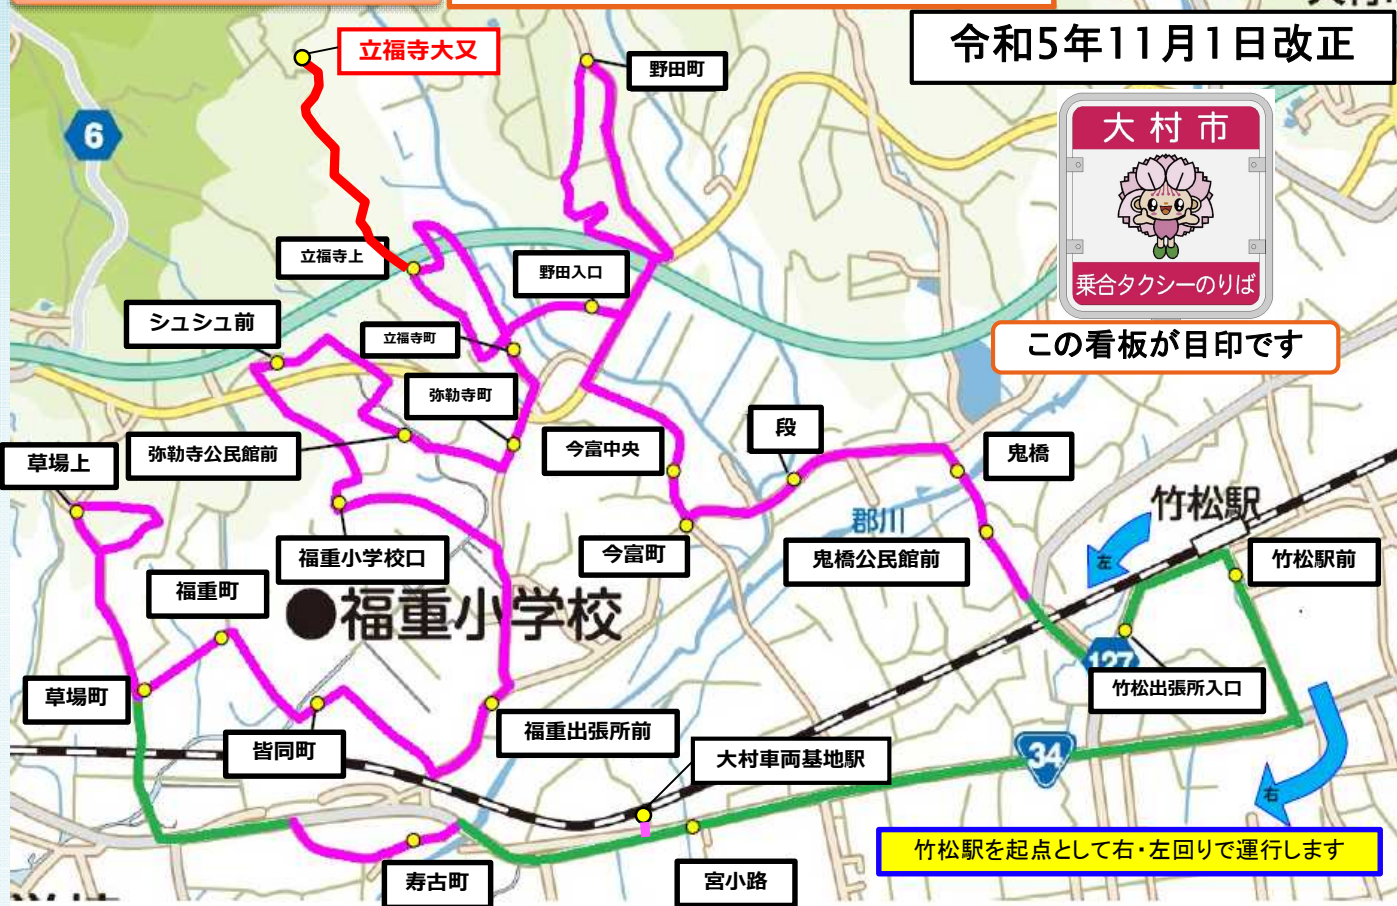 令和5年11月1日改正
立福寺大又
野田町
6
大村市
乗合タクシーのりば
この看板が目印です
立福寺上
野田入口
シュシュ前
立福寺町
弥勒寺町
弥勒寺公民館前
草場上
今富中央
段
鬼橋
竹松駅
郡川
左
福重小学校口
今富町
鬼橋公民館前
竹松駅前
福重町
●福重小学校
127
竹松出張所入口
草場町
皆同町
福重出張所前
大村車両基地駅
34
右
竹松駅を起点として右・左回りで運行します
寿古町
宮小路